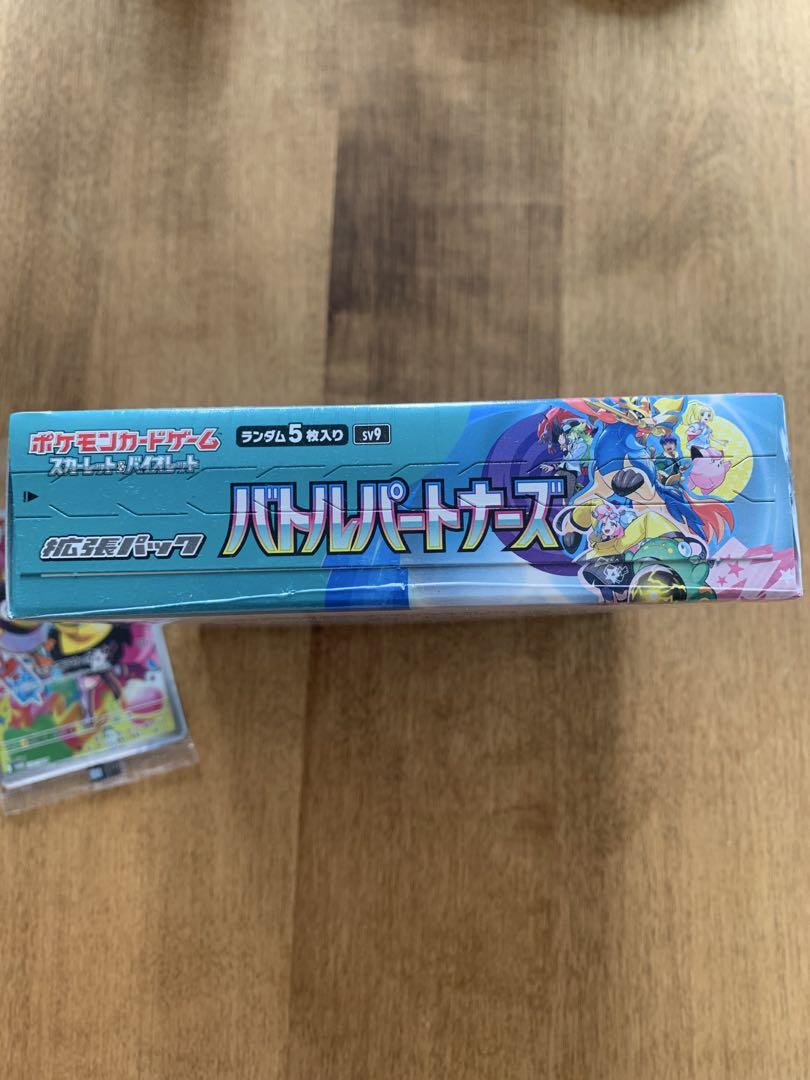 ポケモンカードゲーム
スカーレット&バイオレット
ランダム5枚入り SV9
拡張パック
バトルパートナーズ